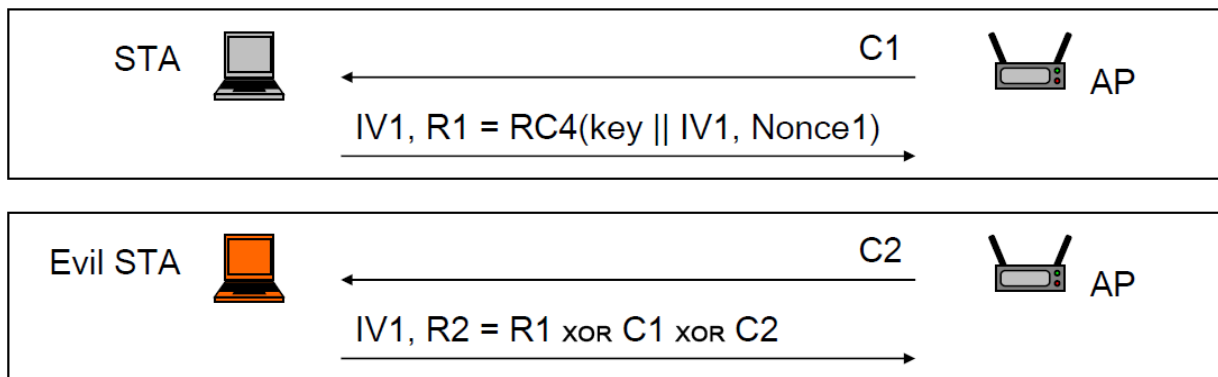 STA
C1
AP
IV1, R1 = RC4(key || IV1, Nonce1)
Evil STA
C2
AP
IV1, R2 = R1 XOR C1 XOR C2